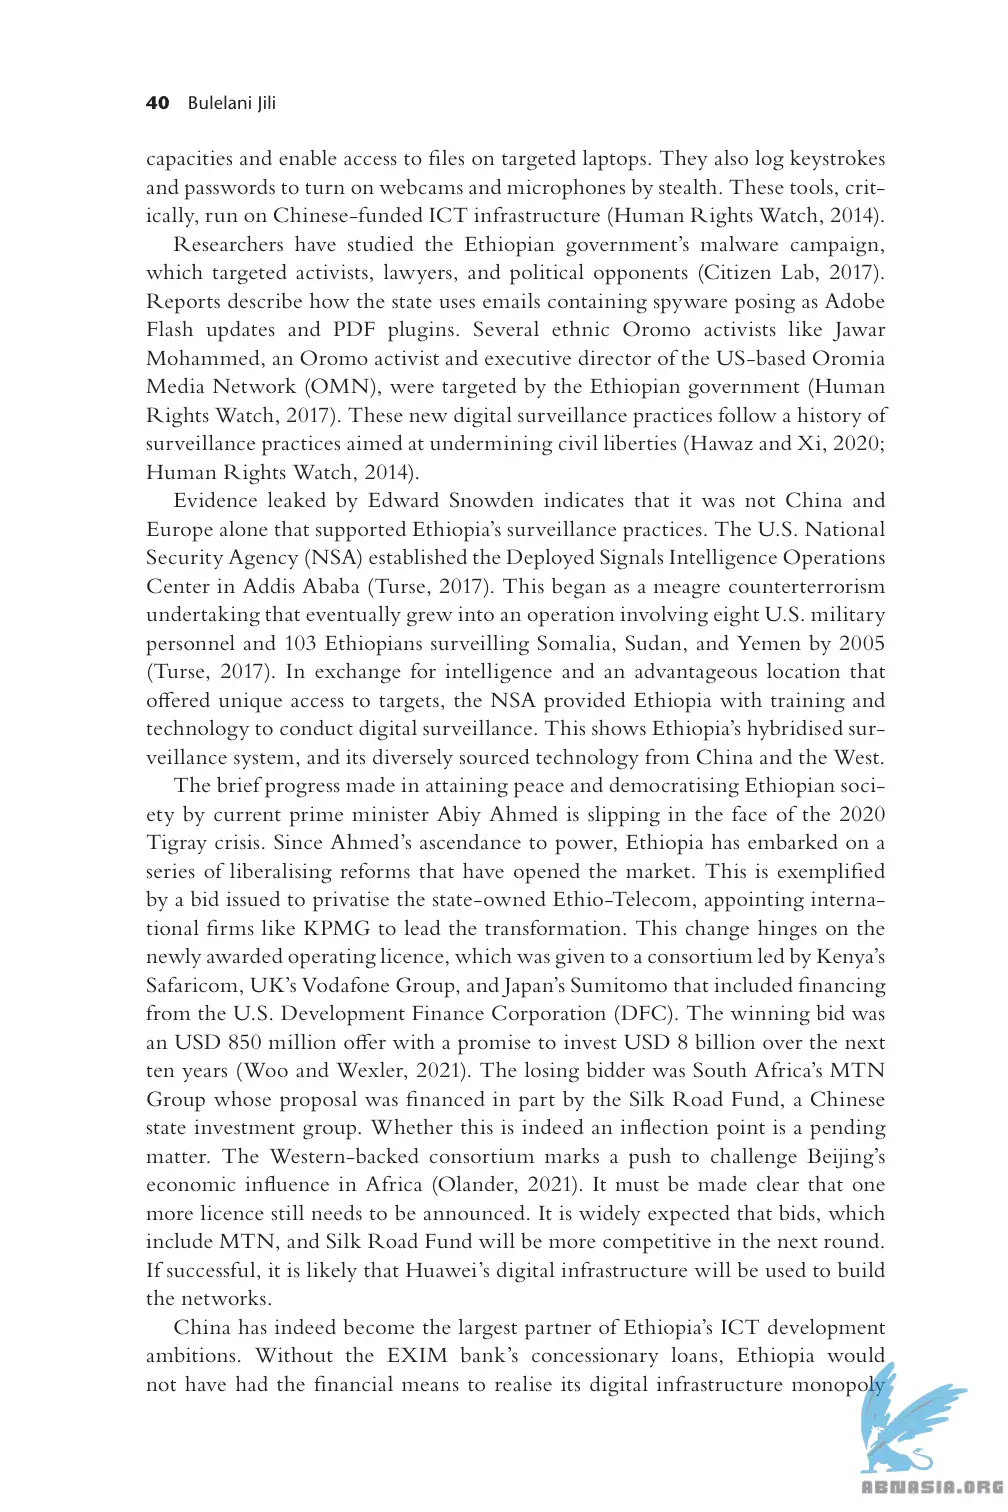 40 Bulelani Jili
capacities and enable access to files on targeted laptops. They also log keystrokes
and passwords to turn on webcams and microphones by stealth. These tools, crit-
ically, run on Chinese-funded ICT infrastructure (Human Rights Watch, 2014).
Researchers have studied the Ethiopian government's malware campaign,
which targeted activists, lawyers, and political opponents (Citizen Lab, 2017).
Reports describe how the state uses emails containing spyware posing as Adobe
Flash updates and PDF plugins. Several ethnic Oromo activists like Jawar
Mohammed, an Oromo activist and executive director of the US-based Oromia
Media Network (OMN), were targeted by the Ethiopian government (Human
Rights Watch, 2017). These new digital surveillance practices follow a history of
surveillance practices aimed at undermining civil liberties (Hawaz and Xi, 2020;
Human Rights Watch, 2014).
Evidence leaked by Edward Snowden indicates that it was not China and
Europe alone that supported Ethiopia's surveillance practices. The U.S. National
Security Agency (NSA) established the Deployed Signals Intelligence Operations
Center in Addis Ababa (Turse, 2017). This began as a meagre counterterrorism
undertaking that eventually grew into an operation involving eight U.S. military
personnel and 103 Ethiopians surveilling Somalia, Sudan, and Yemen by 2005
(Turse, 2017). In exchange for intelligence and an advantageous location that
offered unique access to targets, the NSA provided Ethiopia with training and
technology to conduct digital surveillance. This shows Ethiopia's hybridised sur-
veillance system, and its diversely sourced technology from China and the West.
The brief progress made in attaining peace and democratising Ethiopian soci-
ety by current prime minister Abiy Ahmed is slipping in the face of the 2020
Tigray crisis. Since Ahmed's ascendance to power, Ethiopia has embarked on a
series of liberalising reforms that have opened the market. This is exemplified
by a bid issued to privatise the state-owned Ethio-Telecom, appointing interna-
tional firms like KPMG to lead the transformation. This change hinges on the
newly awarded operating licence, which was given to a consortium led by Kenya's
Safaricom, UK's Vodafone Group, and Japan's Sumitomo that included financing
from the U.S. Development Finance Corporation (DFC). The winning bid was
an USD 850 million offer with a promise to invest USD 8 billion over the next
ten years (Woo and Wexler, 2021). The losing bidder was South Africa's MTN
Group whose proposal was financed in part by the Silk Road Fund, a Chinese
state investment group. Whether this is indeed an inflection point is a pending
matter. The Western-backed consortium marks a push to challenge Beijing's
economic influence in Africa (Olander, 2021). It must be made clear that one
more licence still needs to be announced. It is widely expected that bids, which
include MTN, and Silk Road Fund will be more competitive in the next round.
If successful, it is likely that Huawei's digital infrastructure will be used to build
the networks.
China has indeed become the largest partner of Ethiopia's ICT development
ambitions. Without the EXIM bank's concessionary loans, Ethiopia would
not have had the financial means to realise its digital infrastructure monopoly
ABNASIA.ORG